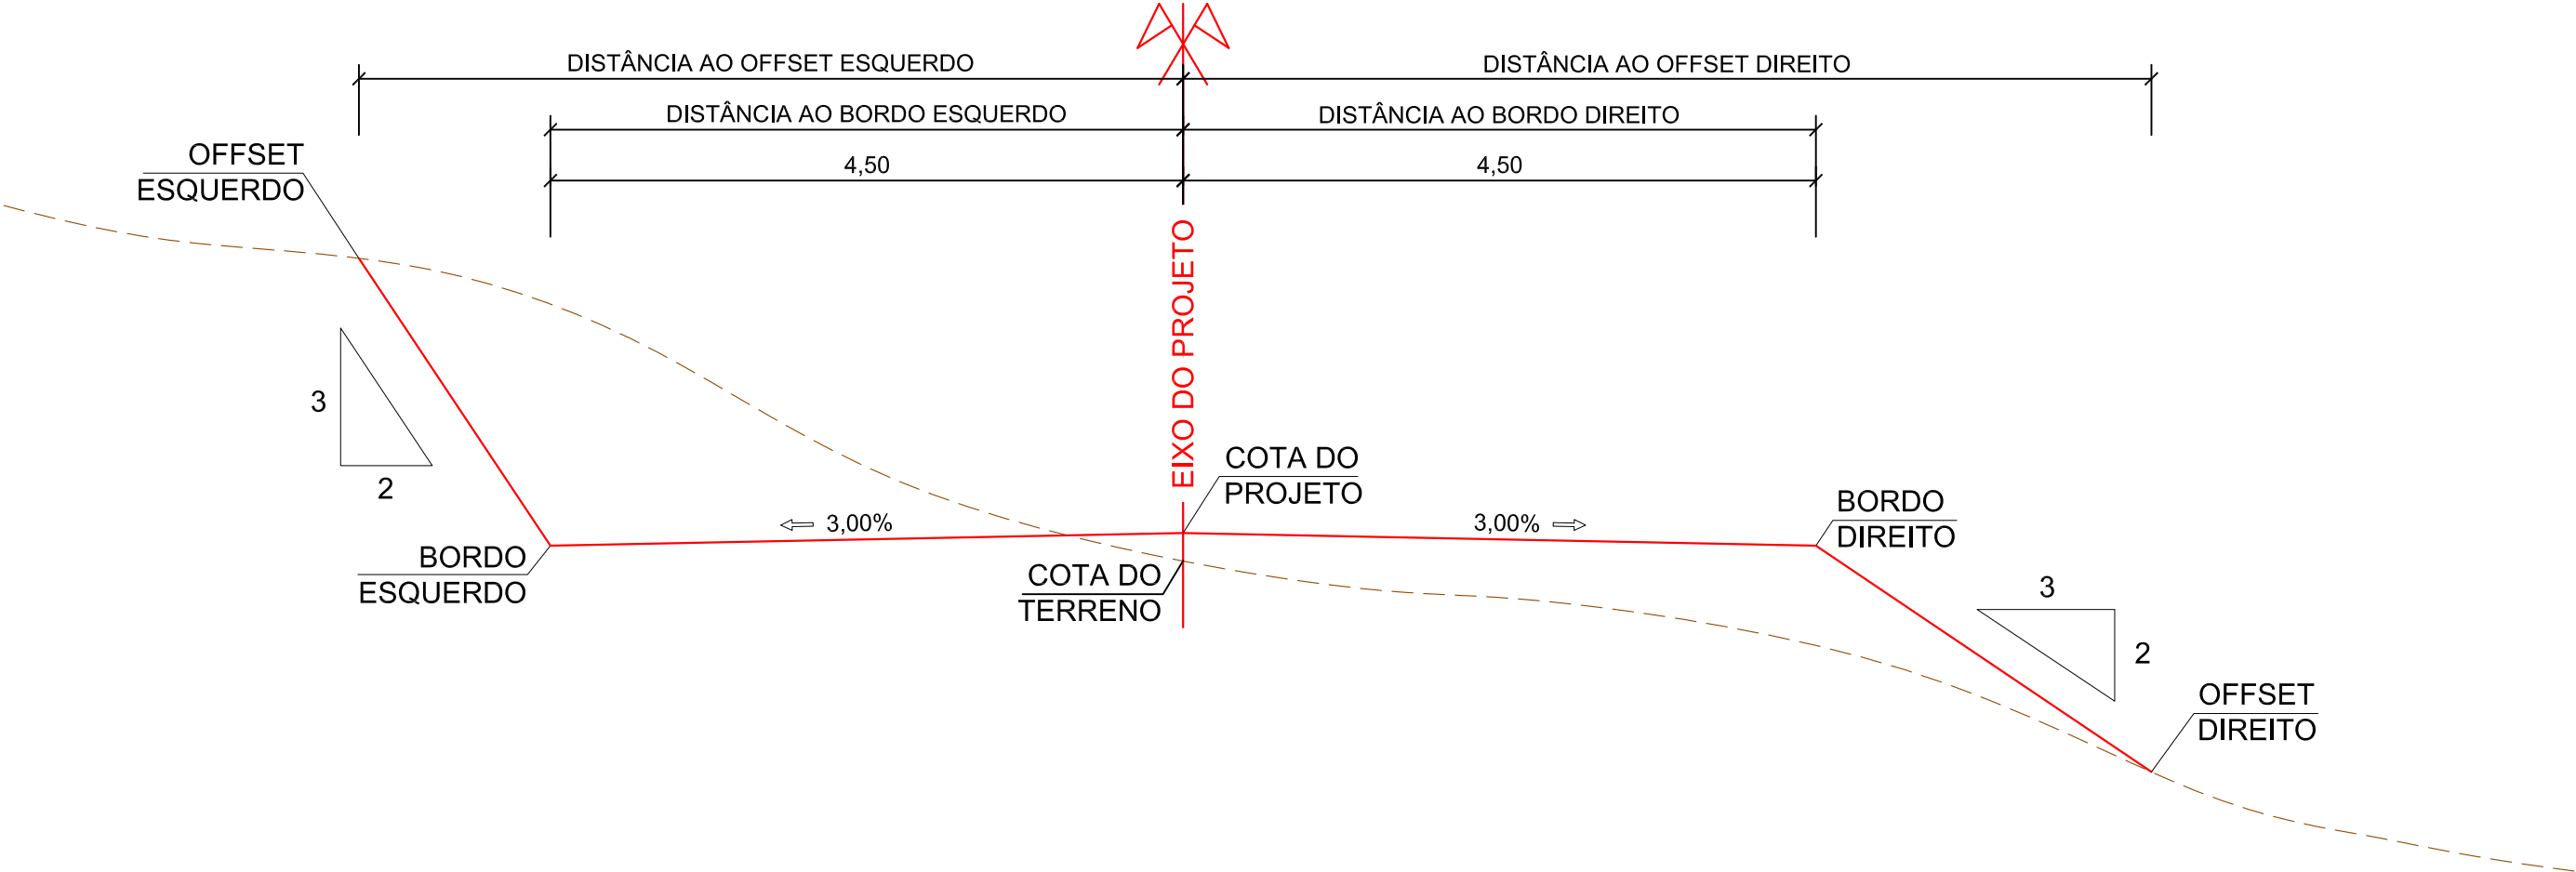 DISTÂNCIA AO OFFSET ESQUERDO
DISTÂNCIA AO OFFSET DIREITO
DISTÂNCIA AO BORDO ESQUERDO
DISTÂNCIA AO BORDO DIREITO
4,50
4,50
OFFSET
ESQUERDO
EIXO DO PROJETO
3
2
COTA DO
PROJETO
3,00%
3,00%
BORDO
DIREITO
BORDO
ESQUERDO
COTA DO
TERRENO
3
2
OFFSET
DIREITO